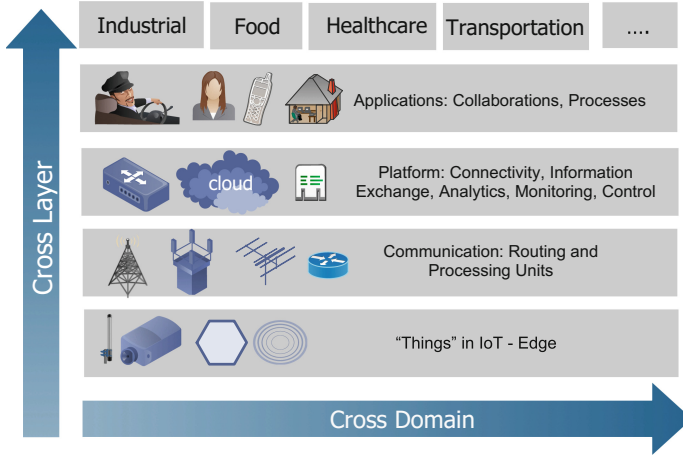 Industrial
Food
Healthcare
Transportation
....
Applications: Collaborations, Processes
cloud
Platform: Connectivity, Information
Exchange, Analytics, Monitoring, Control
Communication: Routing and
Processing Units
“Things” in IoT - Edge
Cross Layer
Cross Domain